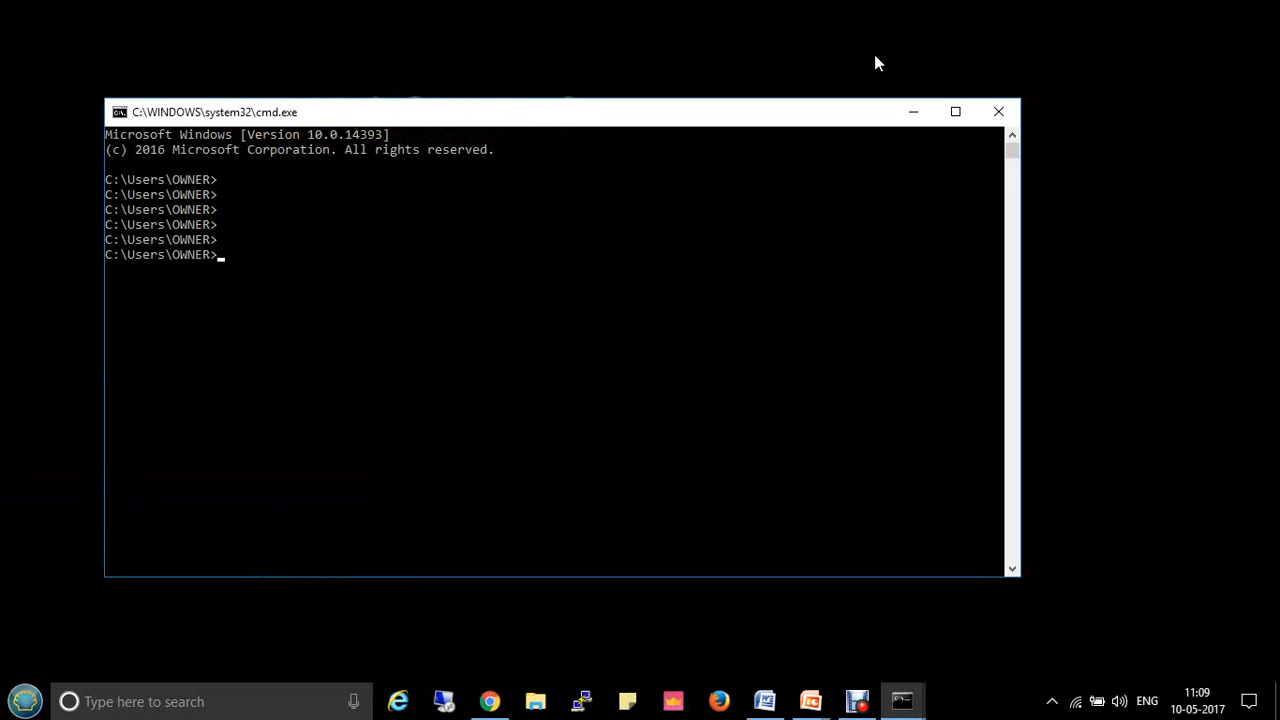 C:\WINDOWS\system32\cmd.exe
Microsoft Windows [Version 10.0.14393]
(c) 2016 Microsoft Corporation. All rights reserved.
C:\Users\OWNER>
C:\Users\OWNER>
C:\Users\OWNER>
C:\Users\OWNER>
C:\Users\OWNER>
C:\Users\OWNER>
Type here to search
ENG
11:09
10-05-2017